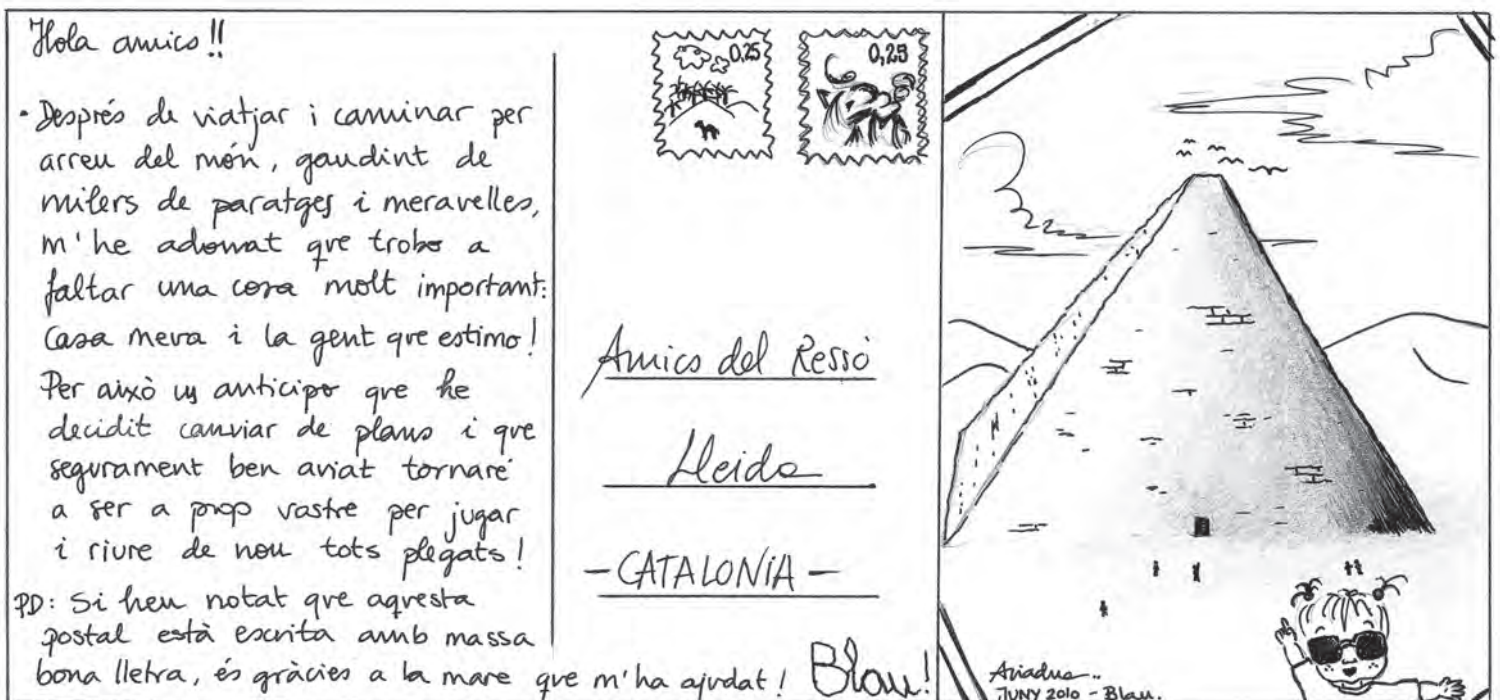 Hola amics!!
· Després de viatjar i caminar per
arreu del món, gaudint de
milers de paratges i meravelles,
m'he adonat que trobo a
faltar una cosa molt important:
Casa meva i la gent que estimo!
Per això us anticipo que he
decidit canviar de plans i que
segurament ben aviat tornaré
a ser a prop vostre per jugar
i riure de nou tots plegats!
PD: Si heu notat que aquesta
postal està escrita amb massa
bona lletra, és gràcies a la mare que m'ha ajudat!
Blau!
0,25
0,25
Amics del Ressò
Lleida
-CATALONIA-
Ariadna..
JUNY 2010 - Blau.